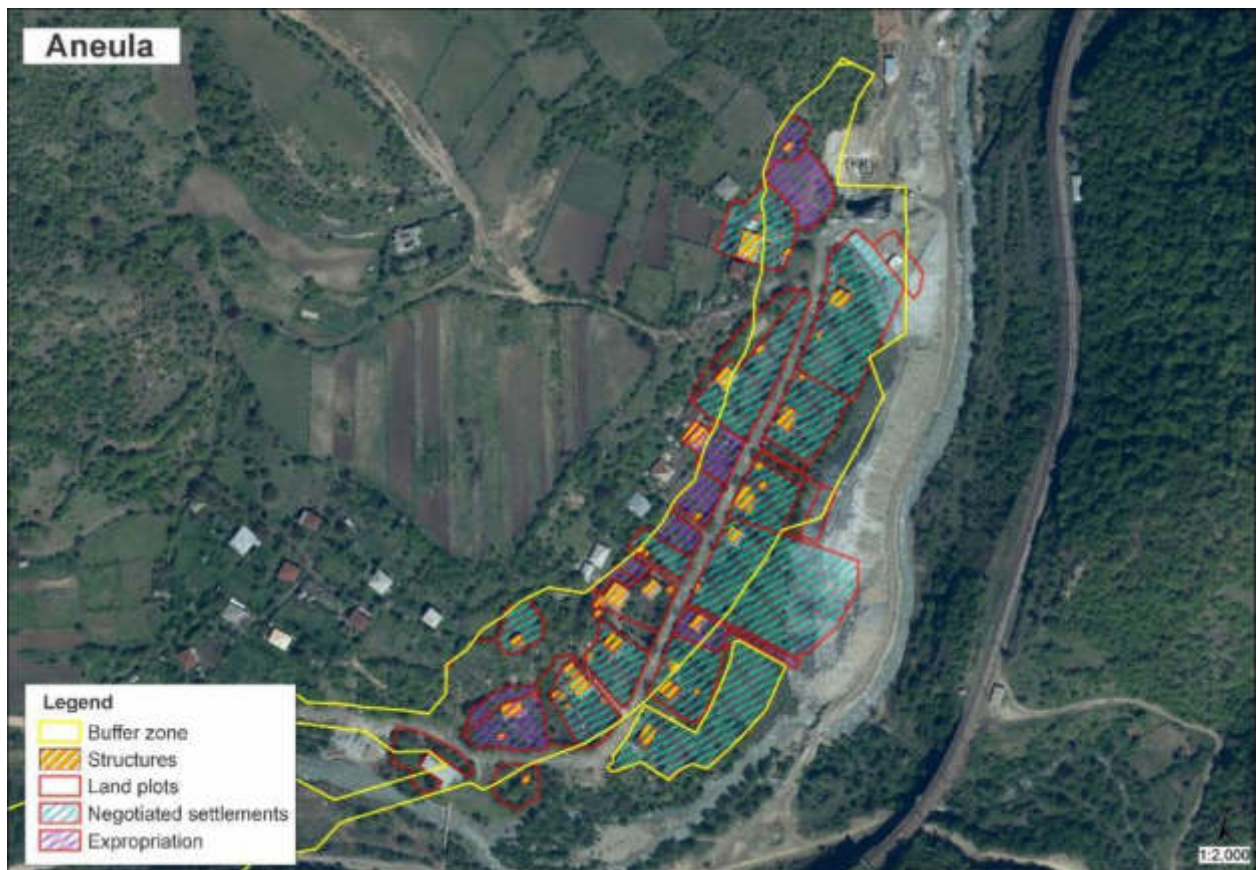 Aneula
Legend
Buffer zone
Structures
Land plots
Negotiated settlements
Expropriation
1:2,000